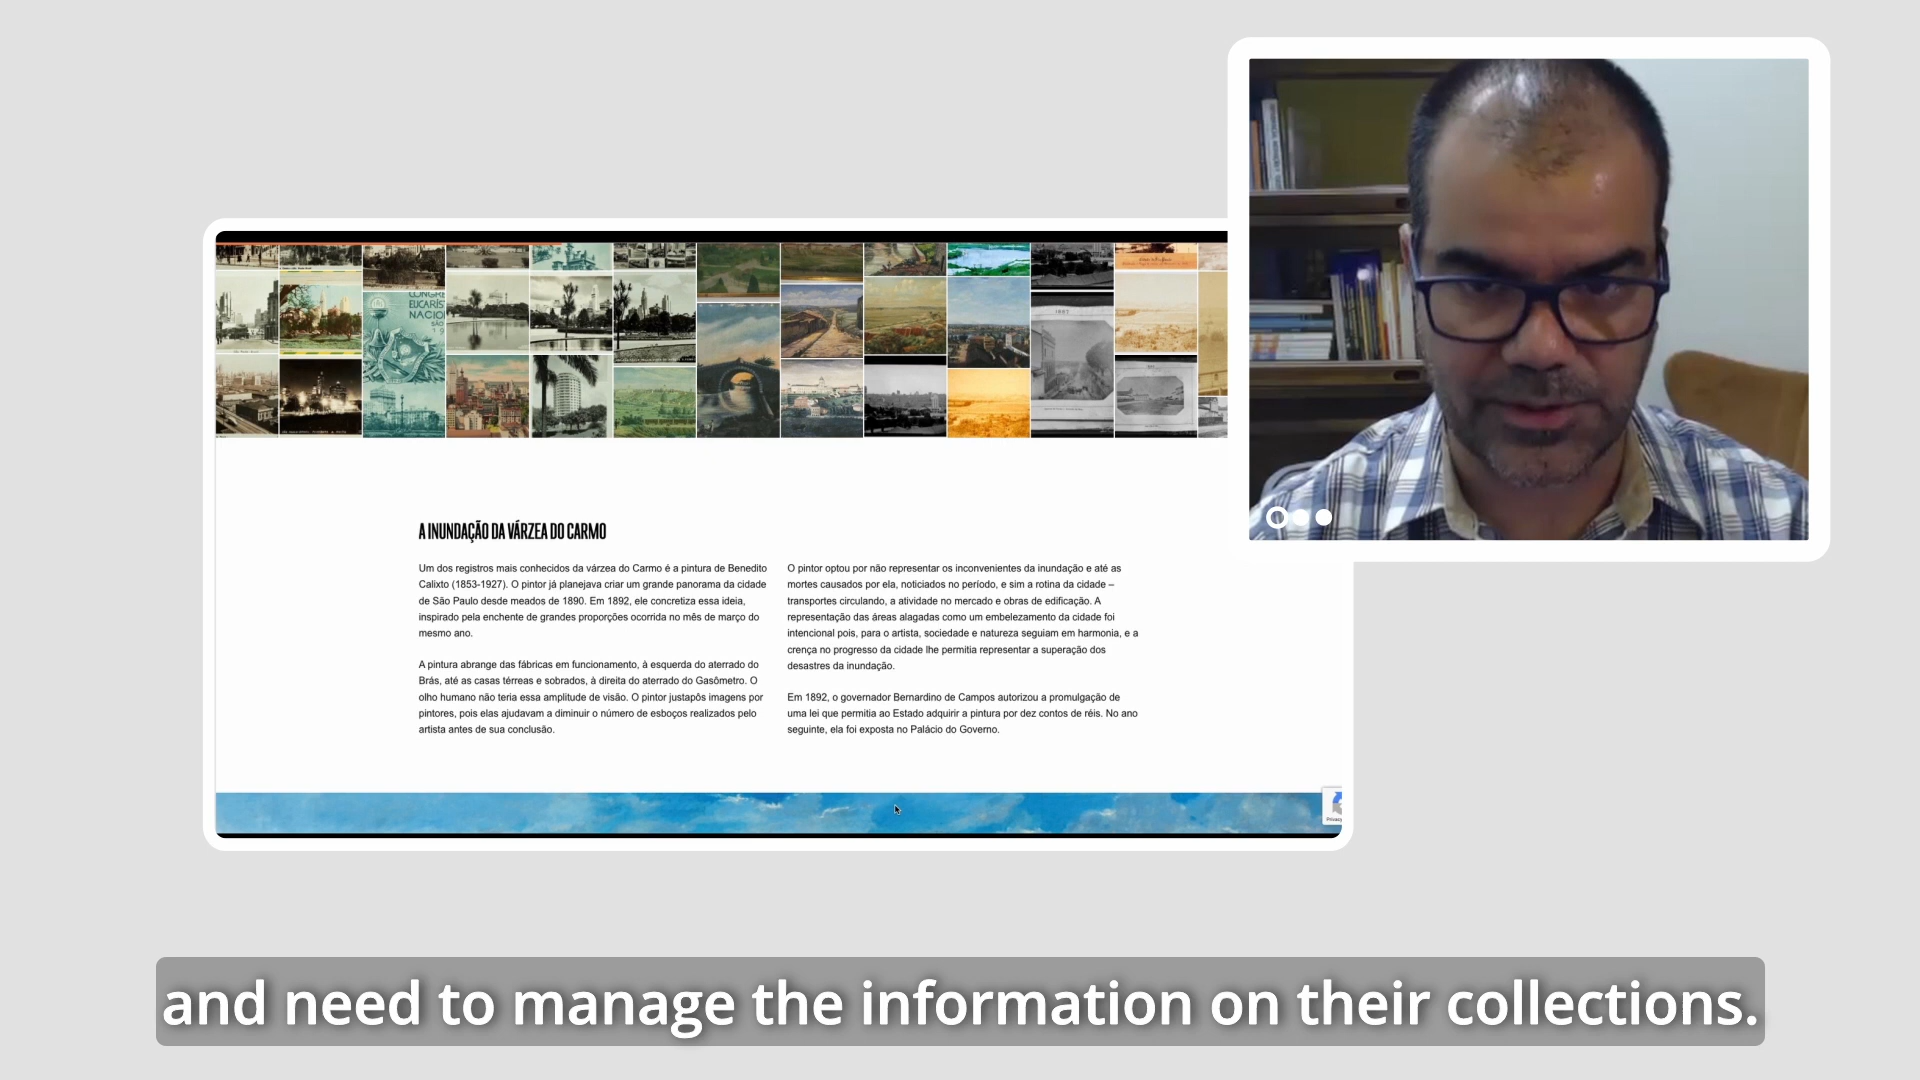 CONGRE
EUCARÍS
NACIO
SÃO
19
1887
A INUNDAÇÃO DA VÁRZEA DO CARMO
Um dos registros mais conhecidos da várzea do Carmo é a pintura de Benedito
Calixto (1853-1927). O pintor já planejava criar um grande panorama da cidade
de São Paulo desde meados de 1890. Em 1892, ele concretiza essa ideia,
inspirado pela enchente de grandes proporções ocorrida no mês de março do
mesmo ano.
A pintura abrange das fábricas em funcionamento, à esquerda do aterrado do
Brás, até as casas térreas e sobrados, à direita do aterrado do Gasômetro. O
olho humano não teria essa amplitude de visão. O pintor justapôs imagens por
pintores, pois elas ajudavam a diminuir o número de esboços realizados pelo
artista antes de sua conclusão.
O pintor optou por não representar os inconvenientes da inundação e até as
mortes causados por ela, noticiados no período, e sim a rotina da cidade –
transportes circulando, a atividade no mercado e obras de edificação. A
representação das áreas alagadas como um embelezamento da cidade foi
intencional pois, para o artista, sociedade e natureza seguiam em harmonia, e a
crença no progresso da cidade lhe permitia representar a superação dos
desastres da inundação.
Em 1892, o governador Bernardino de Campos autorizou a promulgação de
uma lei que permitia ao Estado adquirir a pintura por dez contos de réis. No ano
seguinte, ela foi exposta no Palácio do Governo.
and need to manage the information on their collections.